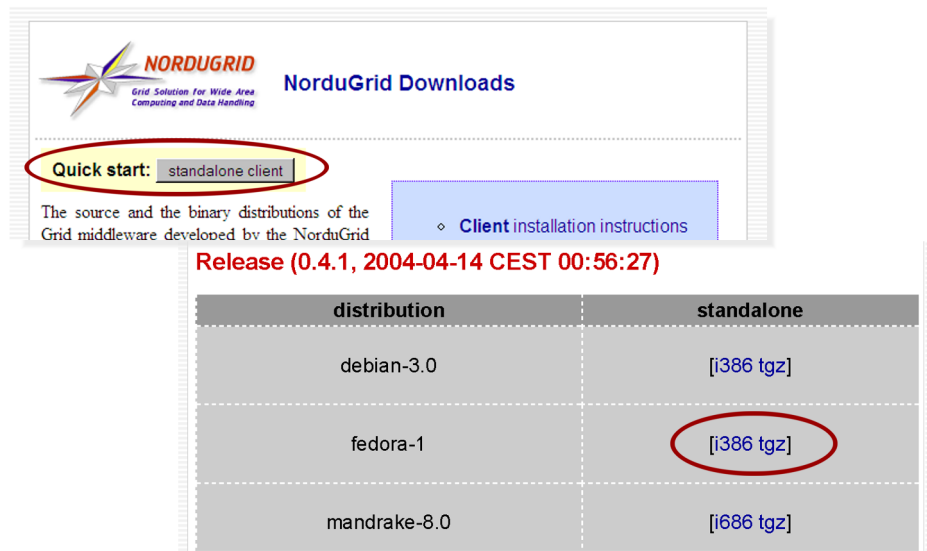 NORDUGRID
Grid Solution for Wide Area
Computing and Data Handling
NorduGrid Downloads
Quick start: standalone client
The source and the binary distributions of the
Grid middleware developed by the NorduGrid
Client installation instructions
Release (0.4.1, 2004-04-14 CEST 00:56:27)
distribution standalone
debian-3.0 [i386 tgz]
fedora-1 [i386 tgz]
mandrake-8.0 [i686 tgz]